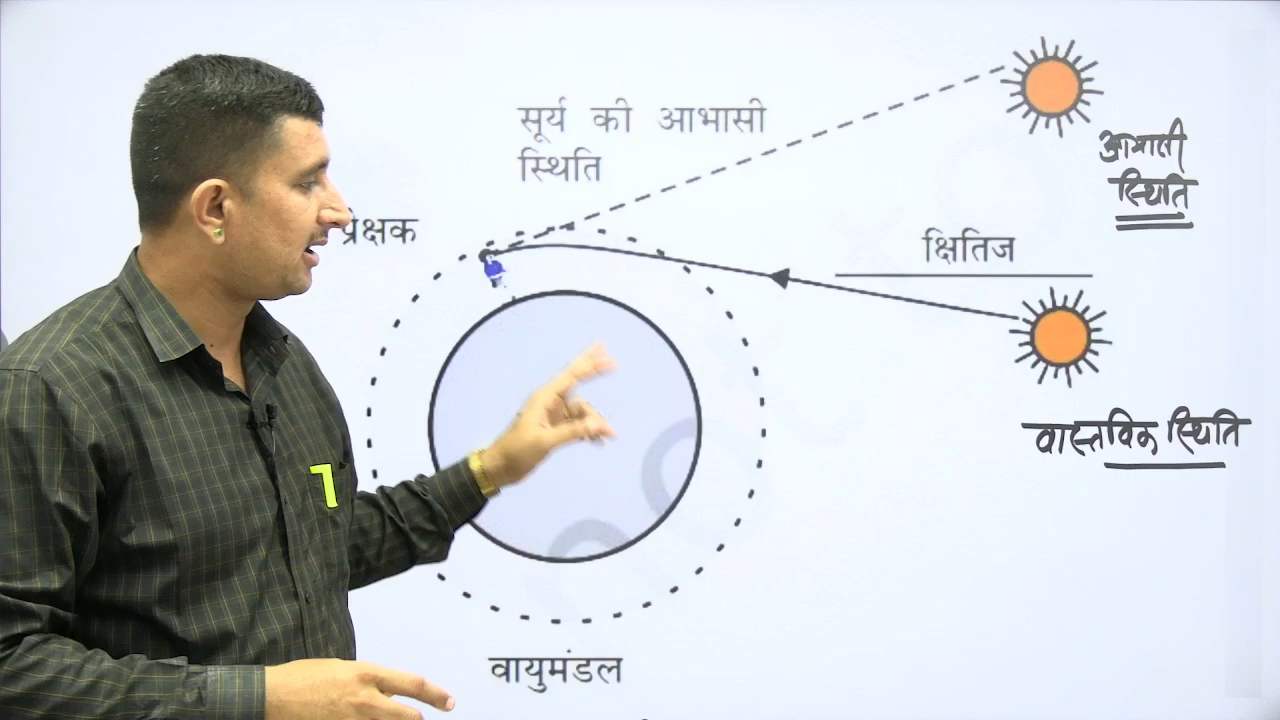 सूर्य की आभासी
स्थिति
आभासी
स्थिति
प्रेक्षक
क्षितिज
वास्तविक स्थिति
वायुमंडल